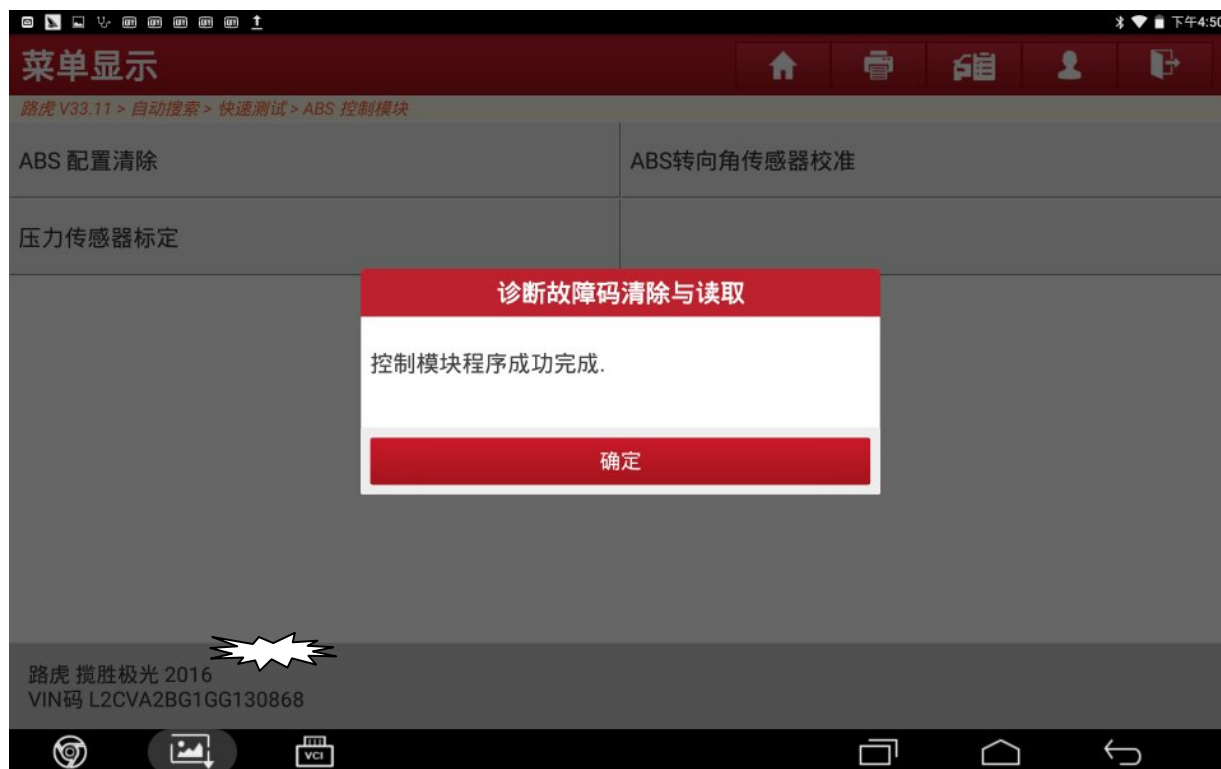 下午4:50
菜单显示
路虎 V33.11 > 自动搜索 > 快速测试 > ABS 控制模块
ABS 配置清除
ABS转向角传感器校准
压力传感器标定
诊断故障码清除与读取
控制模块程序成功完成.
确定
路虎 揽胜极光 2016
VIN码 L2CVA2BG1GG130868
VCI